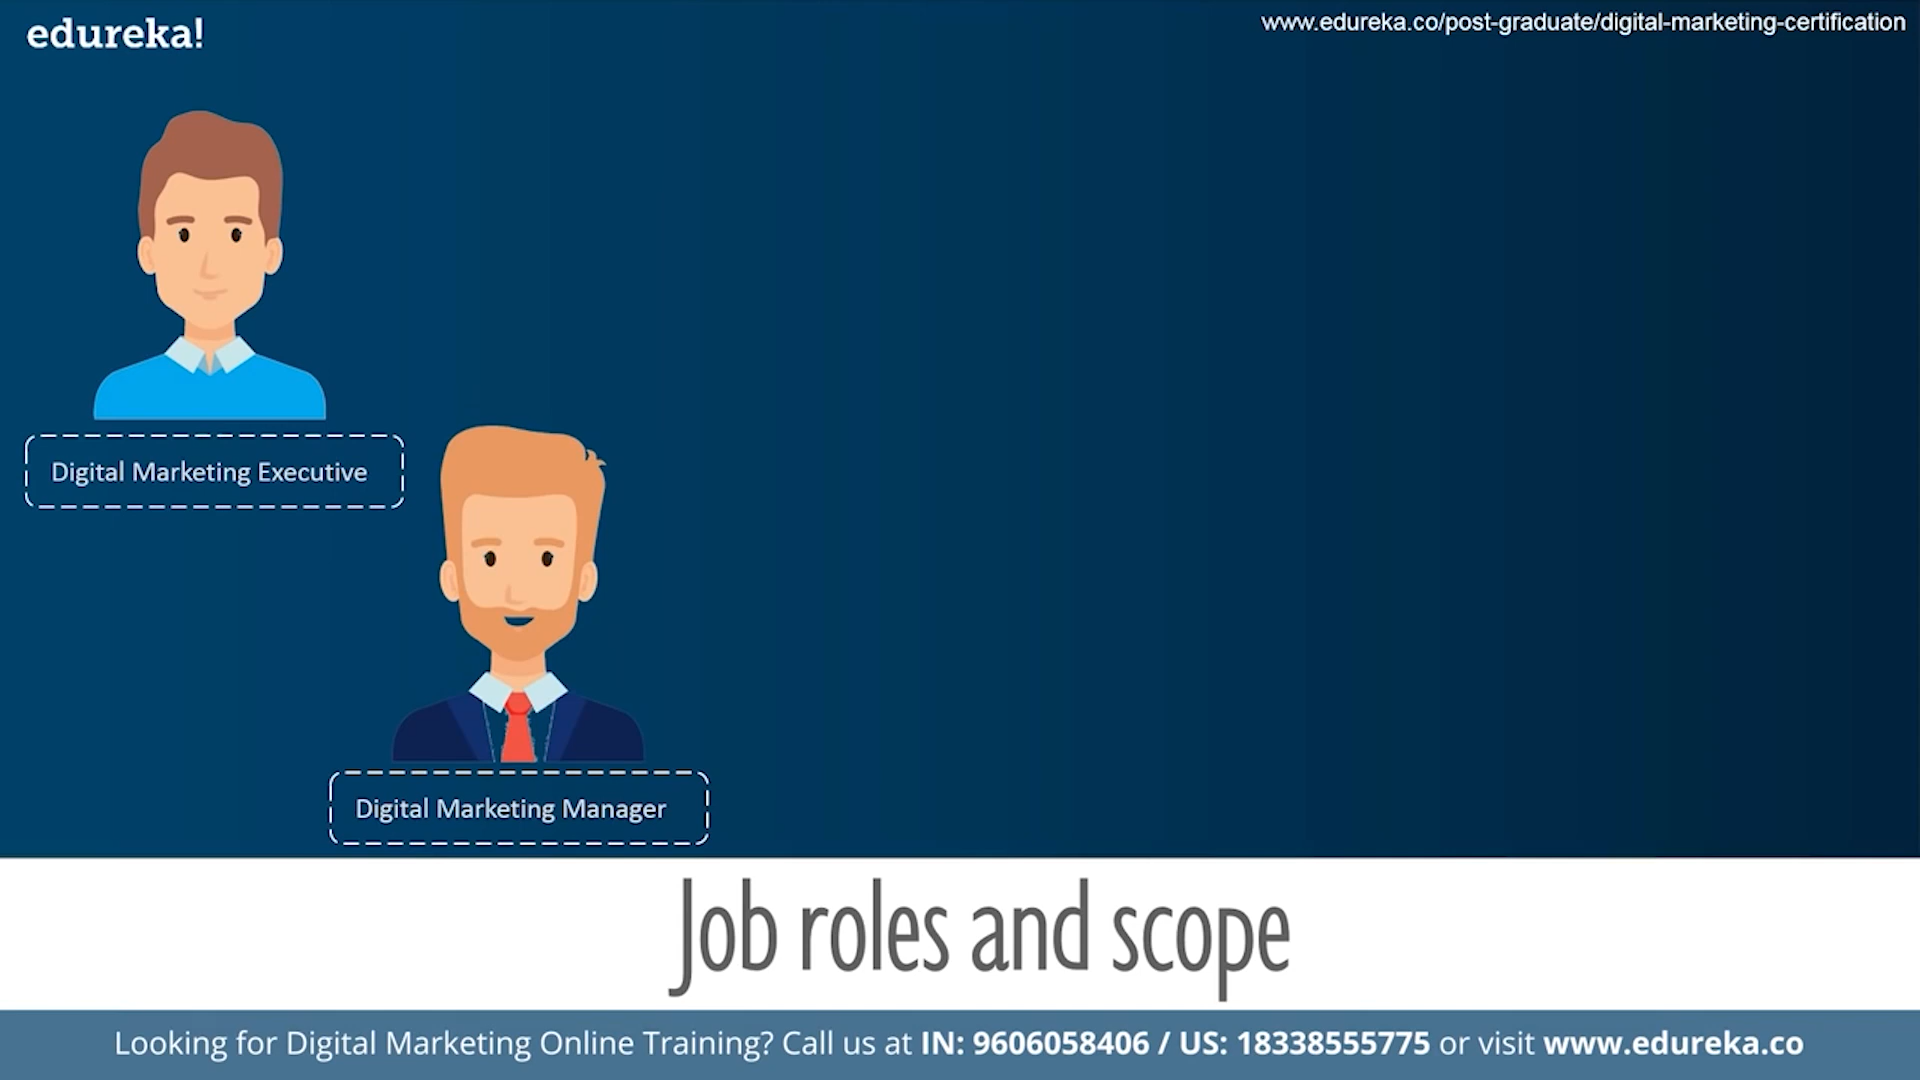 edureka!
www.edureka.co/post-graduate/digital-marketing-certification
Digital Marketing Executive
Digital Marketing Manager
Job roles and scope
Looking for Digital Marketing Online Training? Call us at IN: 9606058406 / US: 18338555775 or visit www.edureka.co